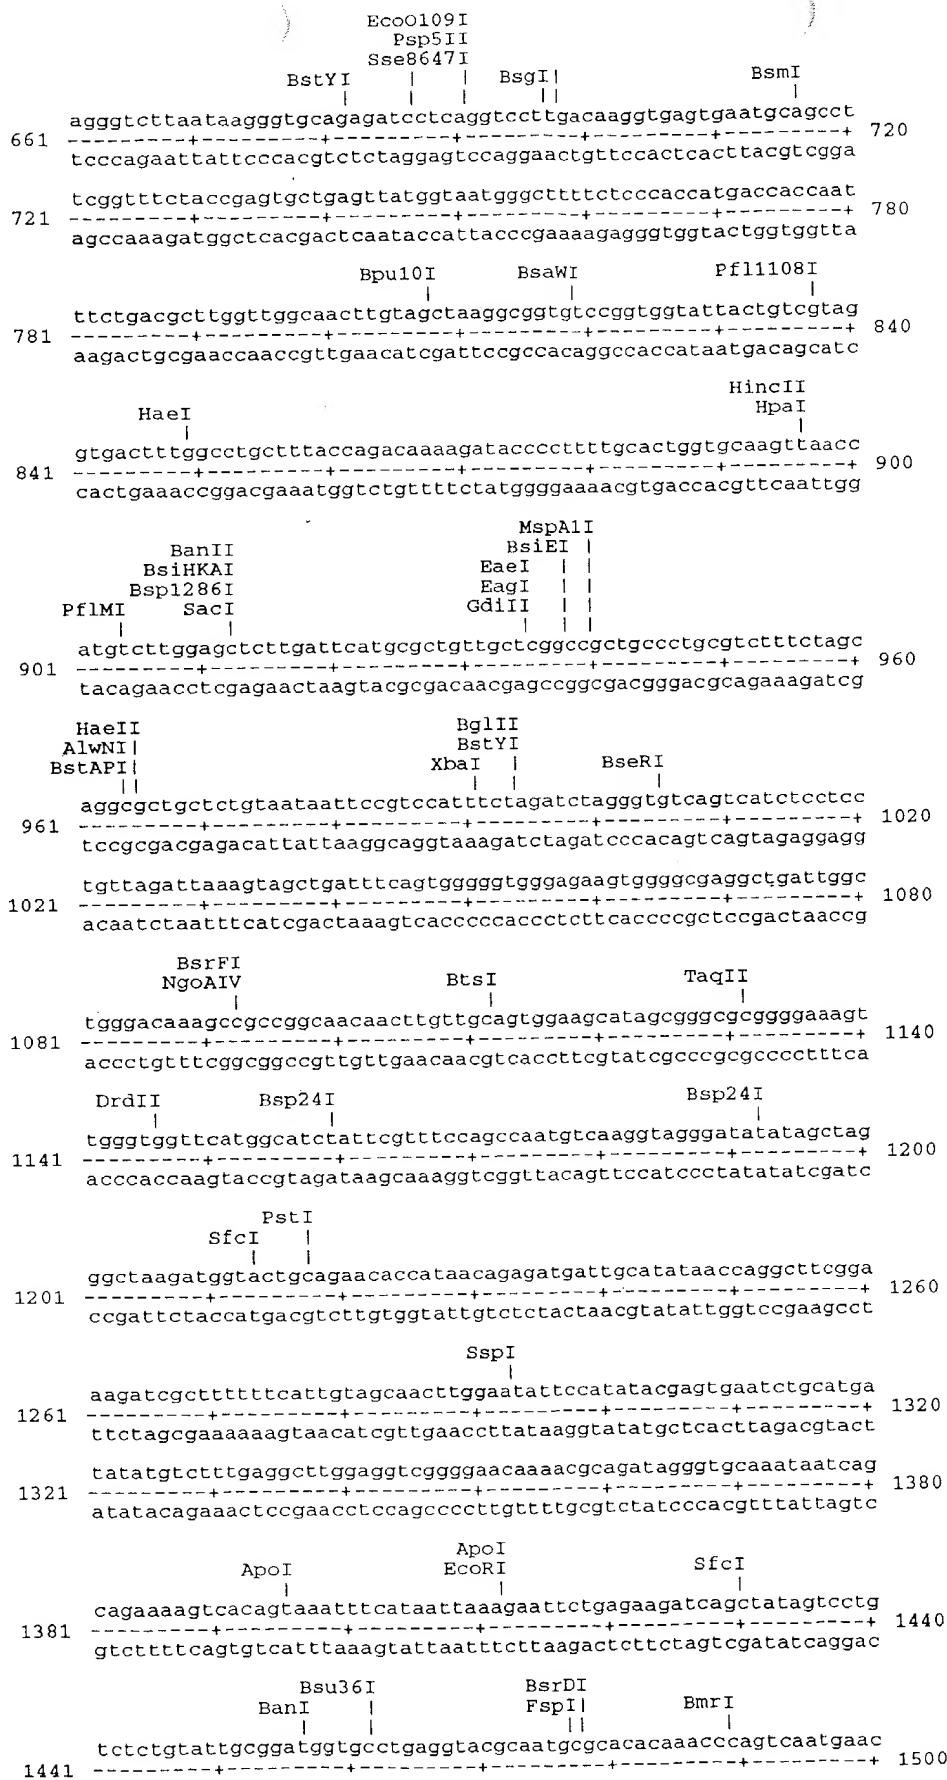 EcoO109I
Psp5II
Sse8647I
BstYI BsgI BsmI
agggtcttaataagggtgcagagatcctcaggtccttgacaaggtgagtgaatgcagcct
661 ---------+---------+---------+---------+---------+---------+ 720
tcccagaattattcccacgtctctaggagtccaggaactgttccactcacttacgtcgga
tcggtttctaccgagtgctgagttatggtaatgggcttttctcccaccatgaccaccaat
721 ---------+---------+---------+---------+---------+---------+ 780
agccaaagatggctcacgactcaataccattacccgaaaagagggtggtactggtggtta
Bpu10I BsaWI Pfl1108I
ttctgacgcttggttggcaacttgtagctaaggcggtgtccggtggtattactgtcgtag
781 ---------+---------+---------+---------+---------+---------+ 840
aagactgcgaaccaaccgttgaacatcgattccgccacaggccaccataatgacagcatc
HincII
HaeI HpaI
gtgactttggcctgctttaccagacaaaagatacccccttttgcactggtgcaagttaacc
841 ---------+---------+---------+---------+---------+---------+ 900
cactgaaaccggacgaaatggtctgttttctatgggggaaaacgtgaccacgttcaattgg
MspA1I
BanII BsiEI
BsiHKAI EaeI
Bsp1286I EagI
PflMI SacI GdiII
atgtcttggagctcttgattcatgcgctgttgctcggccgctgccctgcgtctttctagc
901 ---------+---------+---------+---------+---------+---------+ 960
tacagaacctcgagaactaagtacgcgacaacgagccggcgacgggacgcagaaagatcg
HaeII BglII
AlwNI BstYI
BstAPI XbaI BseRI
aggcgctgctctgtaataattccgtccatttctagatctagggtgtcagtcatctcctcc
961 ---------+---------+---------+---------+---------+---------+ 1020
tccgcgacgagacattattaaggcaggtaaagatctagatcccacagtcagtagaggagg
tgttagattaaagtagctgatttcagtgggggtgggagaagtggggcgaggctgattggc
1021 ---------+---------+---------+---------+---------+---------+ 1080
acaatctaatttcatcgactaaagtcacccccaccctcttcaccccgctccgactaaccg
BsrFI
NgoAIV BtsI TaqII
tgggacaaagccgccggcaacaacttgttgcagtggaagcatagcgggcgcggggaaagt
1081 ---------+---------+---------+---------+---------+---------+ 1140
accctgtttcggcggccgttgttgaacaacgtcaccttcgtatcgcccgcgcccctttca
DrdII Bsp24I Bsp24I
tgggtggttcatggcatctattcgtttccagccaatgtcaaggtagggatatatagctag
1141 ---------+---------+---------+---------+---------+---------+ 1200
acccaccaagtaccgtagataagcaaaggtcggttacagttccatccctatatatcgatc
PstI
SfcI
ggctaagatggtactgcagaacaccataacagagatgattgcatataaccaggcttcgga
1201 ---------+---------+---------+---------+---------+---------+ 1260
ccgattctaccatgacgtcttgtggtattgtctctactaacgtatattggtccgaagcct
SspI
aagatcgcttttttcattgtagcaacttggaatattccatatacgagtgaatctgcatga
1261 ---------+---------+---------+---------+---------+---------+ 1320
ttctagcgaaaaaagtaacatcgttgaaccttataaggtatatgctcacttagacgtact
tatatgtctttgaggcttggaggtcggggaacaaaacgcagatagggtgcaaataatcag
1321 ---------+---------+---------+---------+---------+---------+ 1380
atatacagaaactccgaacctccagccccttgttttgcgtctatcccacgtttattagtc
ApoI
ApoI EcoRI SfcI
cagaaaagtcacagtaaatttcataattaaagaattctgagaagatcagctatagtcctg
1381 ---------+---------+---------+---------+---------+---------+ 1440
gtcttttcagtgtcatttaaagtattaatttcttaagactcttctagtcgatatcaggac
Bsu36I BsrDI
BanI FspI BmrI
tctctgtattgcggatggtgcctgaggtacgcaatgcgcacacaaacccagtcaatgaac
1441 ---------+---------+---------+---------+---------+---------+ 1500